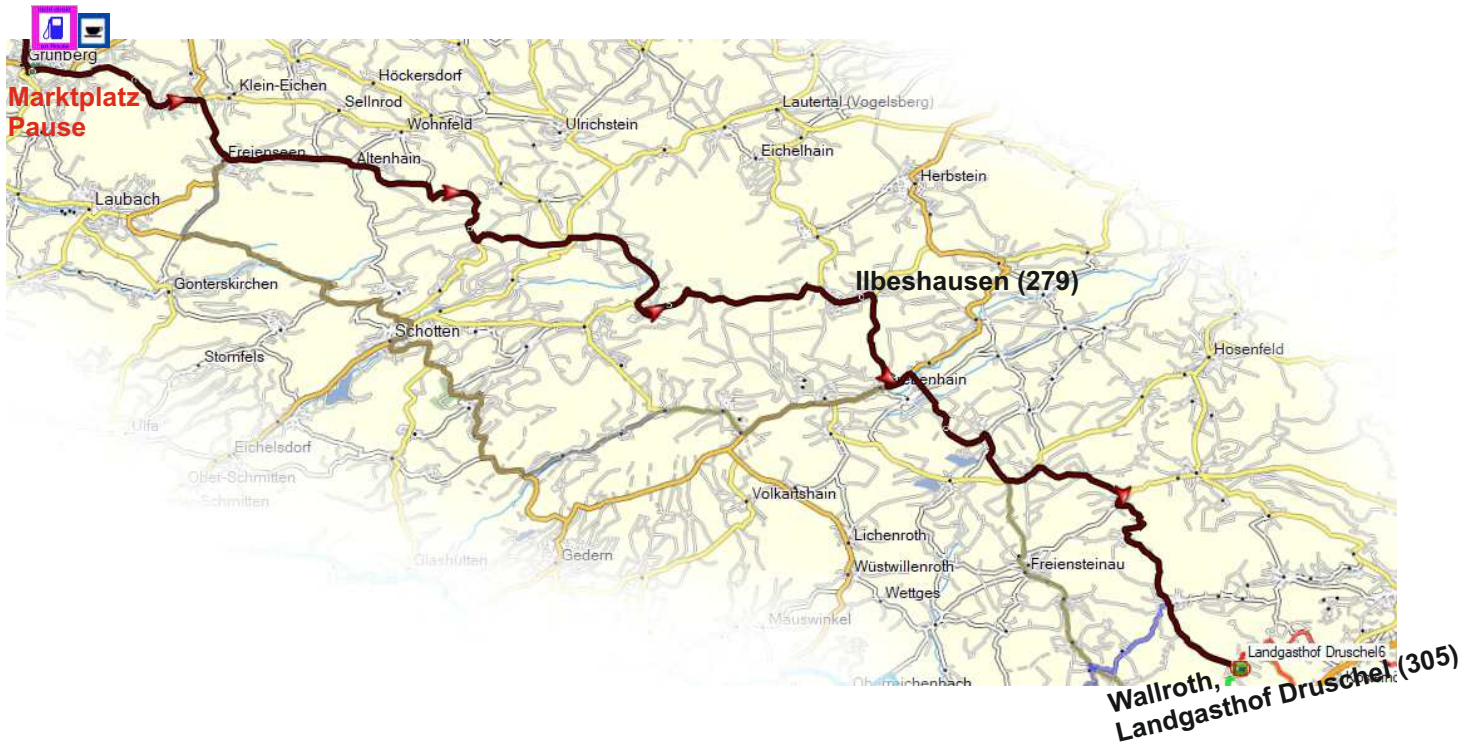 Grünberg
Marktplatz
Pause
Klein-Eichen
Höckersdorf
Sellnrod
Wohnfeld
Ulrichstein
Lautertal (Vogelsberg)
Eichelhain
Freienseen
Altenhain
Herbstein
Laubach
Ilbeshausen (279)
Gonterskirchen
Schotten
Stornfels
Hosenfeld
Grebenhain
Ulfa
Eichelsdorf
Ober-Schmitten
-Schmitten
Volkartshain
Lichenroth
Glashütten
Gedern
Wüstwillenroth
Freiensteinau
Wettges
Mauswinkel
Landgasthof Druschel6
Oberreichenbach
Wallroth,
Landgasthof Druschel (305)